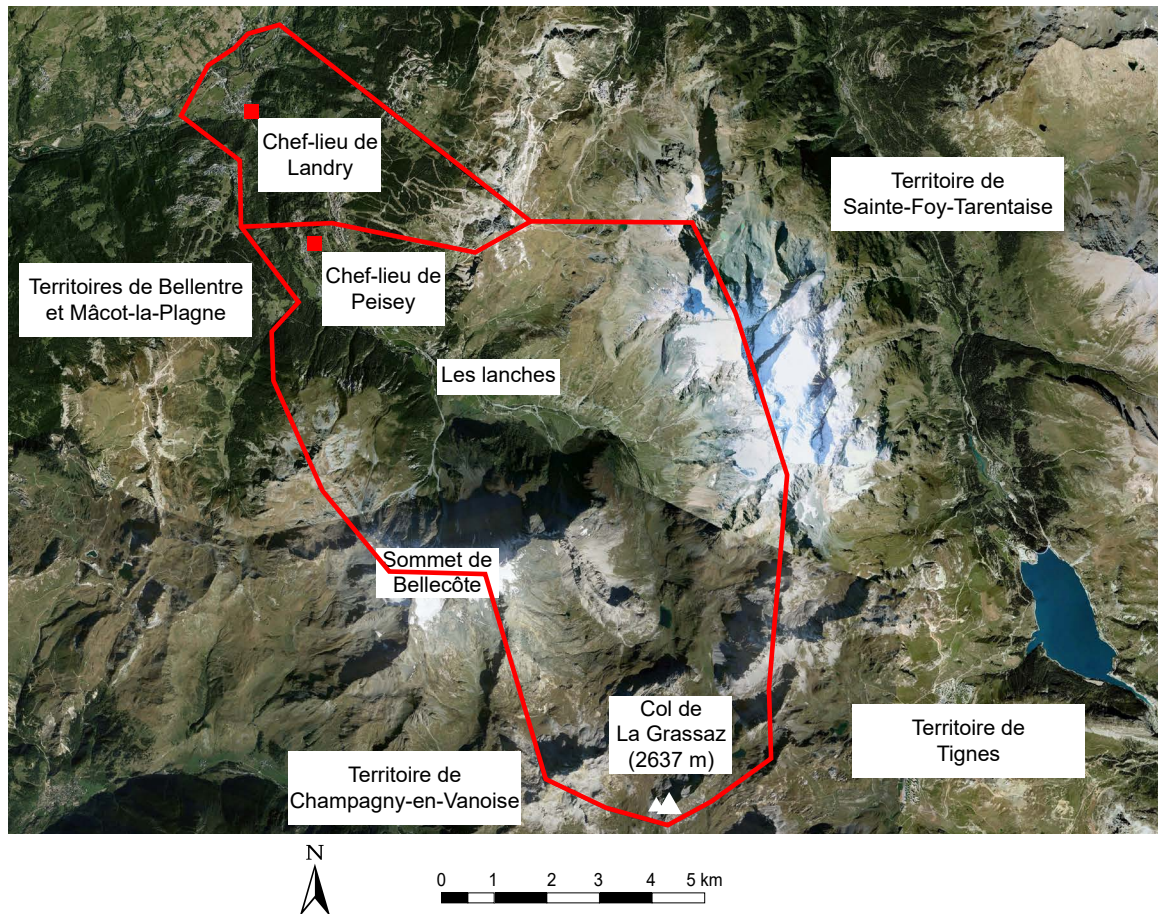 Chef-lieu de
Landry
Territoire de
Sainte-Foy-Tarentaise
Territoires de Bellentre
et Mâcot-la-Plagne
Chef-lieu de
Peisey
Les lanches
Sommet de
Bellecôte
Col de
La Grassaz
(2637 m)
Territoire de
Tignes
Territoire de
Champagny-en-Vanoise
N
0 1 2 3 4 5 km